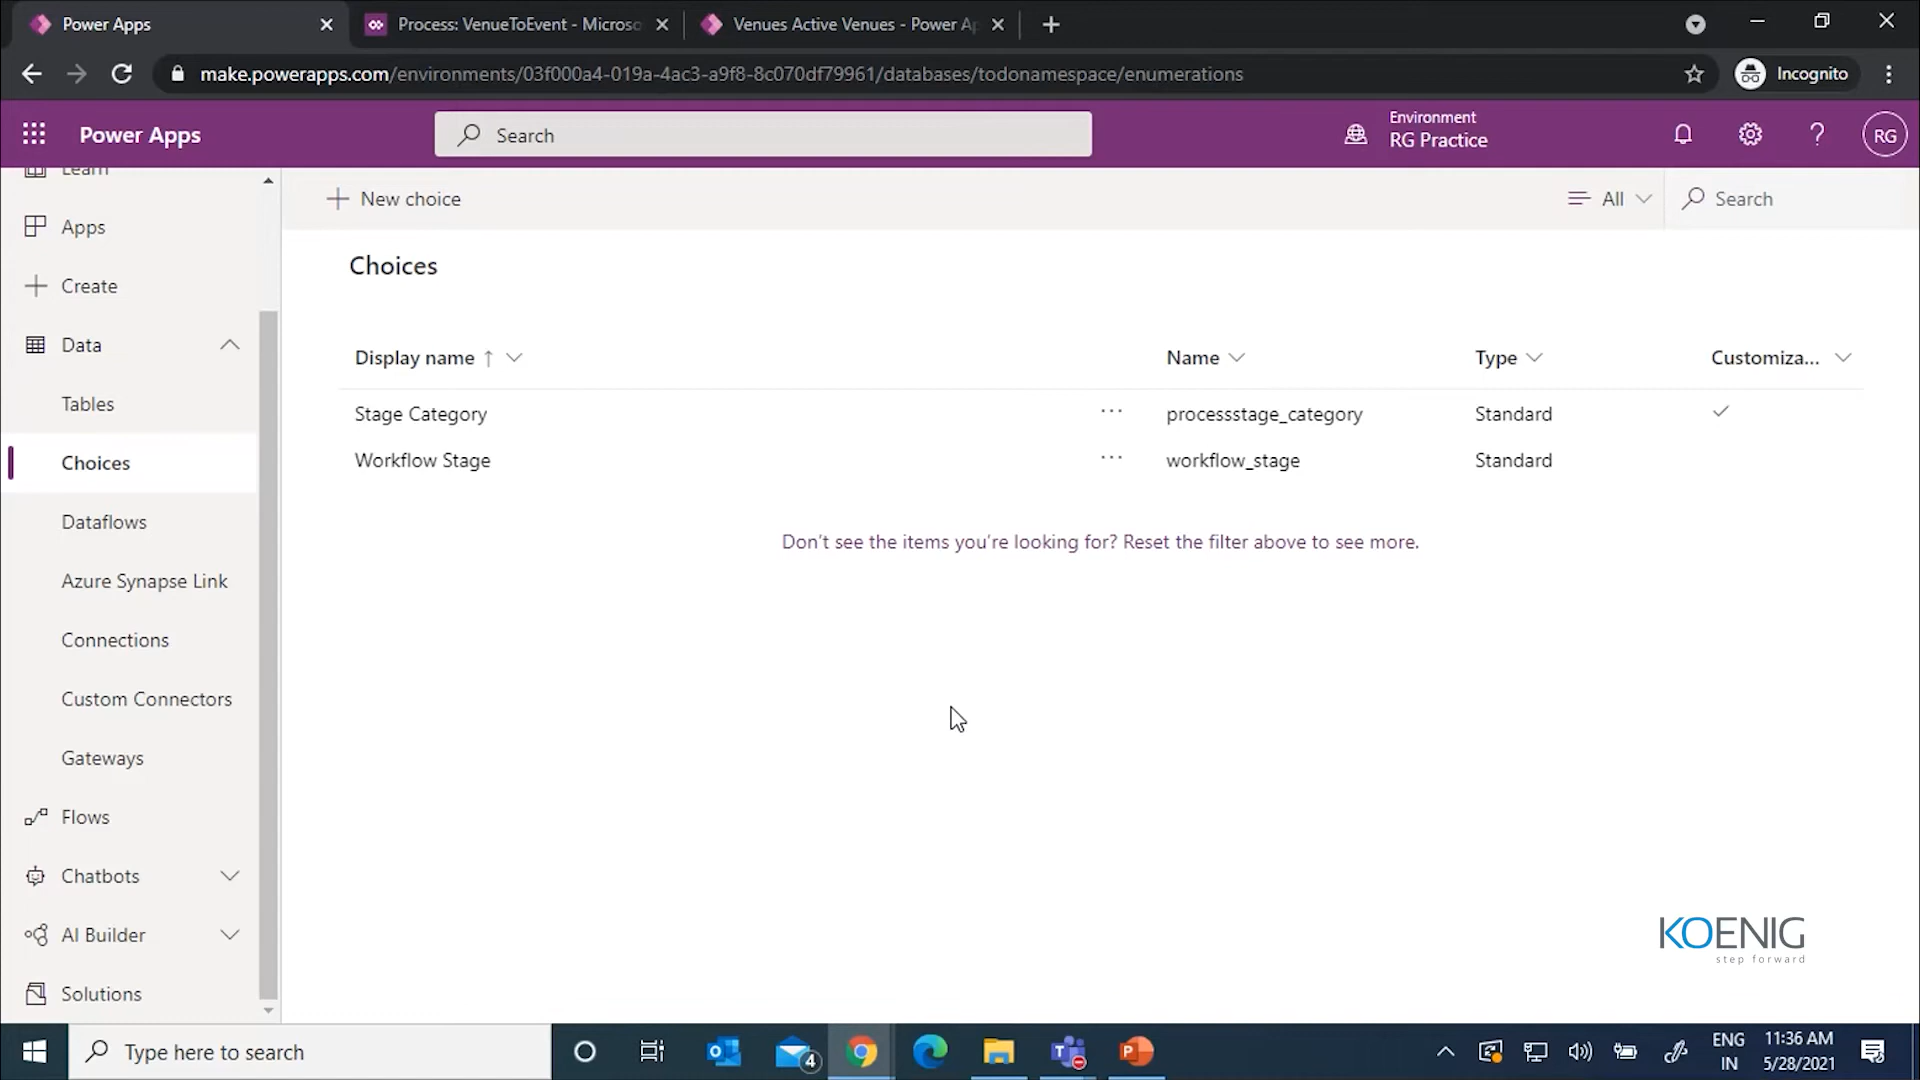 Power Apps
Process: VenueToEvent - Microso
Venues Active Venues - Power Ap
make.powerapps.com/environments/03f000a4-019a-4ac3-a9f8-8c070df79961/databases/todonamespace/enumerations
Incognito
Power Apps
Search
Environment
RG Practice
?
RG
Learn
Apps
Create
Data
Tables
Choices
Dataflows
Azure Synapse Link
Connections
Custom Connectors
Gateways
Flows
Chatbots
AI Builder
Solutions
New choice
All
Search
Choices
Display name ↑ Name Type Customiza...
Stage Category ... processstage_category Standard
Workflow Stage ... workflow_stage Standard
Don't see the items you're looking for? Reset the filter above to see more.
KOENIG
step forward
Type here to search
4
ENG
IN
11:36 AM
5/28/2021